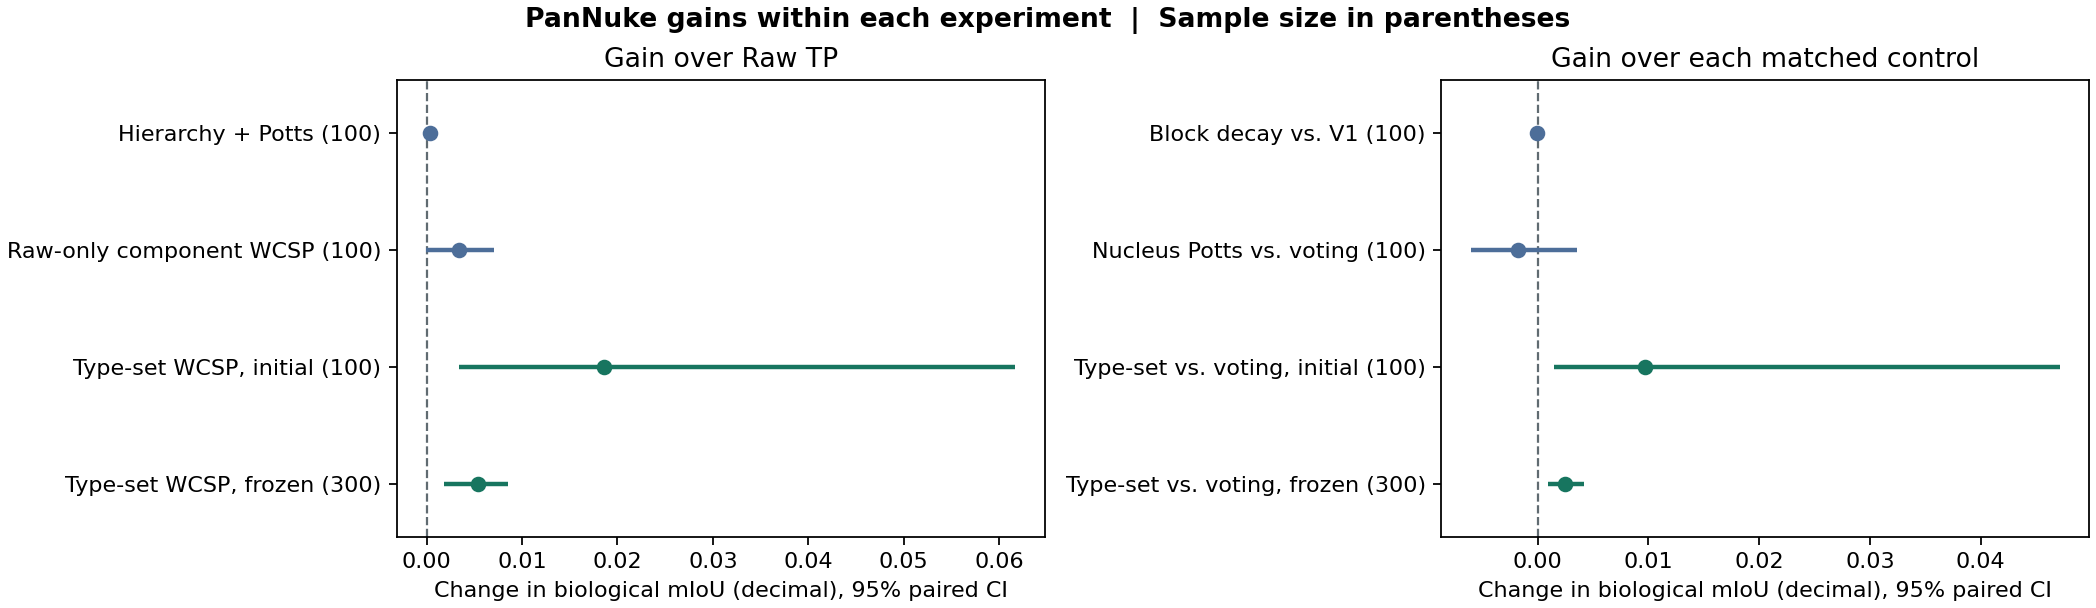 PanNuke gains within each experiment | Sample size in parentheses
Gain over Raw TP
Hierarchy + Potts (100)
Raw-only component WCSP (100)
Type-set WCSP, initial (100)
Type-set WCSP, frozen (300)
0.00 0.01 0.02 0.03 0.04 0.05 0.06
Change in biological mIoU (decimal), 95% paired CI
Gain over each matched control
Block decay vs. V1 (100)
Nucleus Potts vs. voting (100)
Type-set vs. voting, initial (100)
Type-set vs. voting, frozen (300)
0.00 0.01 0.02 0.03 0.04
Change in biological mIoU (decimal), 95% paired CI